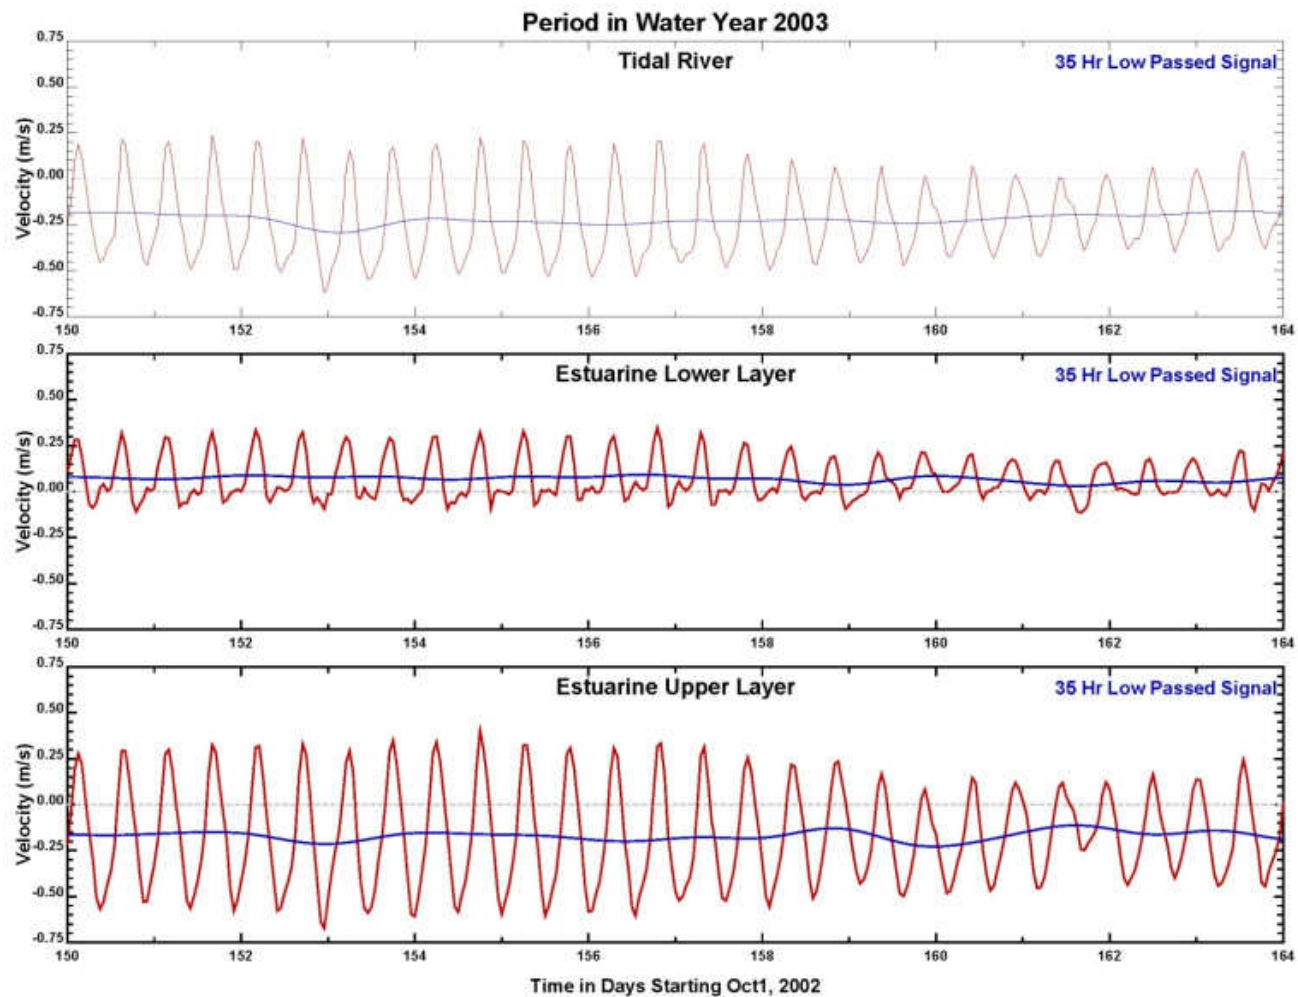 Period in Water Year 2003
Tidal River
35 Hr Low Passed Signal
Velocity (m/s)
0.75
0.50
0.25
0.00
-0.25
-0.50
-0.75
150 152 154 156 158 160 162 164
Estuarine Lower Layer
35 Hr Low Passed Signal
Velocity (m/s)
0.75
0.50
0.25
0.00
-0.25
-0.50
-0.75
150 152 154 156 158 160 162 164
Estuarine Upper Layer
35 Hr Low Passed Signal
Velocity (m/s)
0.75
0.50
0.25
0.00
-0.25
-0.50
-0.75
150 152 154 156 158 160 162 164
Time in Days Starting Oct1, 2002